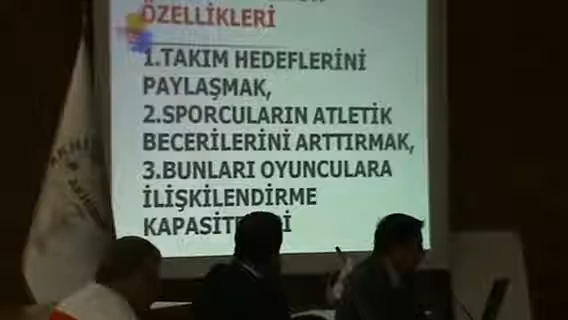 ÖZELLİKLERİ
1.TAKIM HEDEFLERİNİ
PAYLAŞMAK,
2.SPORCULARIN ATLETİK
BECERİLERİNİ ARTTIRMAK,
3.BUNLARI OYUNCULARA
İLİŞKİLENDİRME